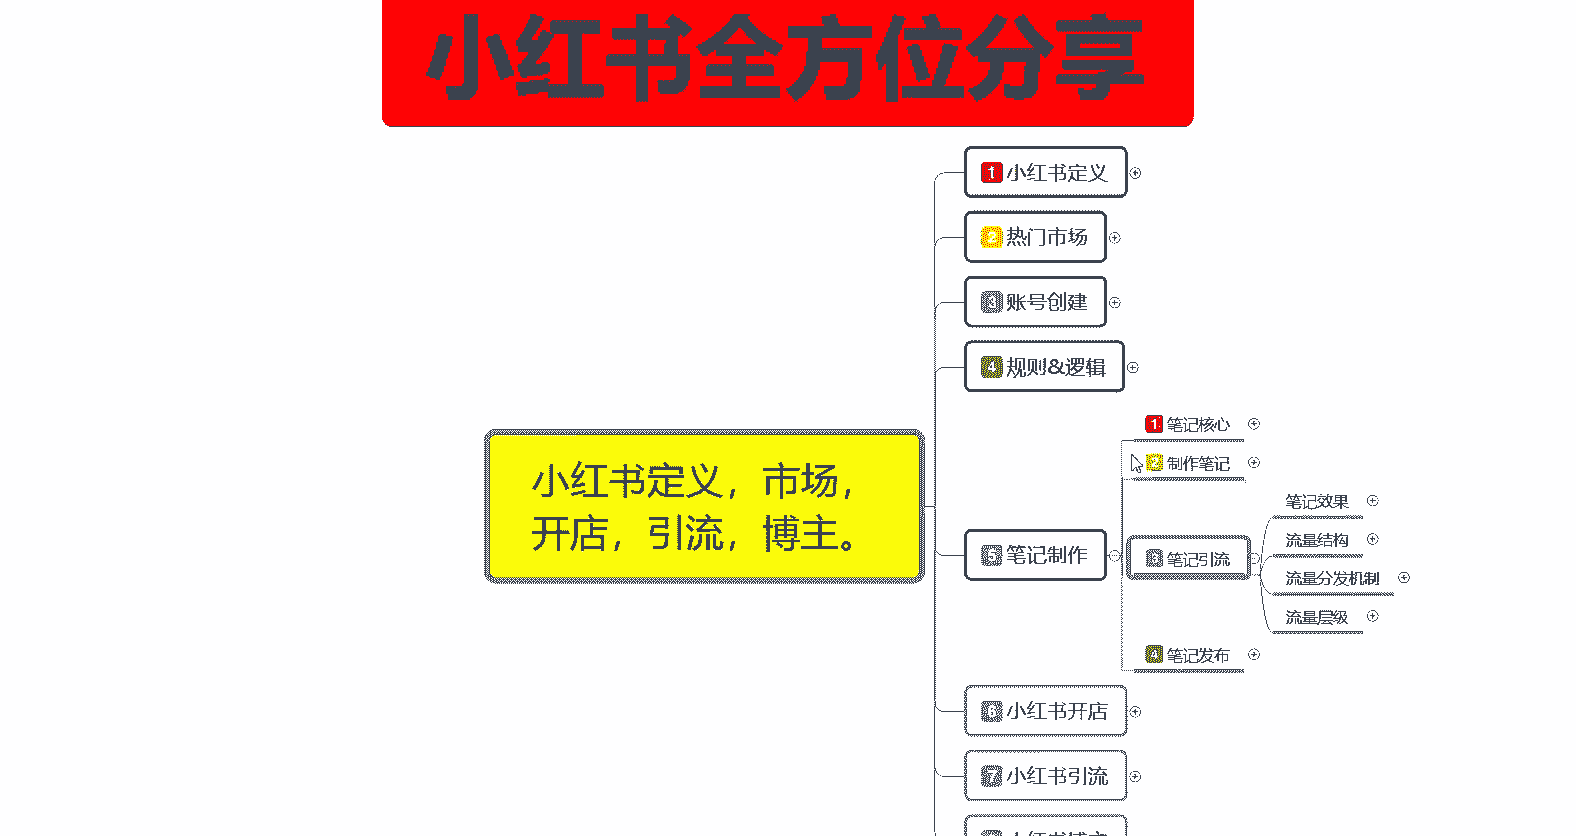 小红书全方位分享
1 小红书定义
2 热门市场
3 账号创建
4 规则&逻辑
小红书定义，市场，
开店，引流，博主。
5 笔记制作
1 笔记核心
2 制作笔记
3 笔记引流
笔记效果
流量结构
流量分发机制
流量层级
4 笔记发布
6 小红书开店
7 小红书引流
小红书博主